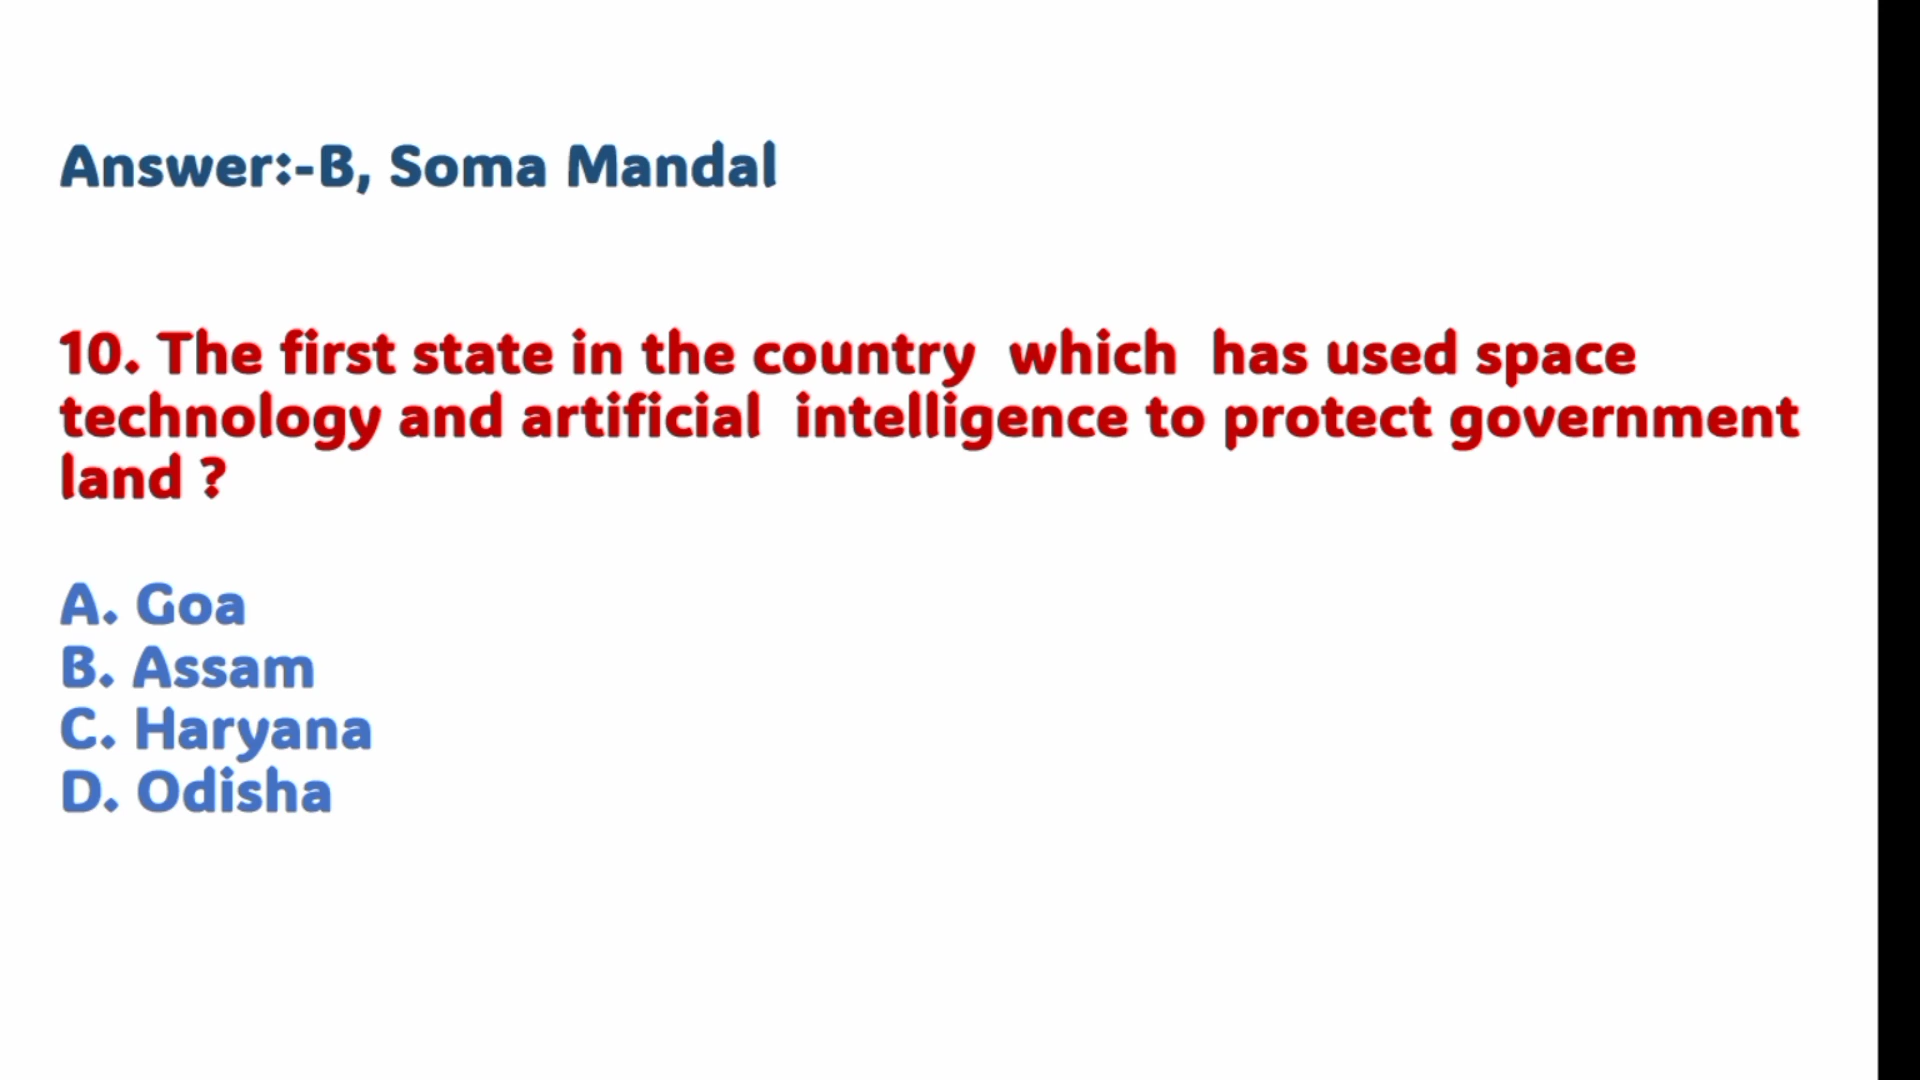 Answer:-B, Soma Mandal
10. The first state in the country which has used space
technology and artificial intelligence to protect government
land ?
A. Goa
B. Assam
C. Haryana
D. Odisha